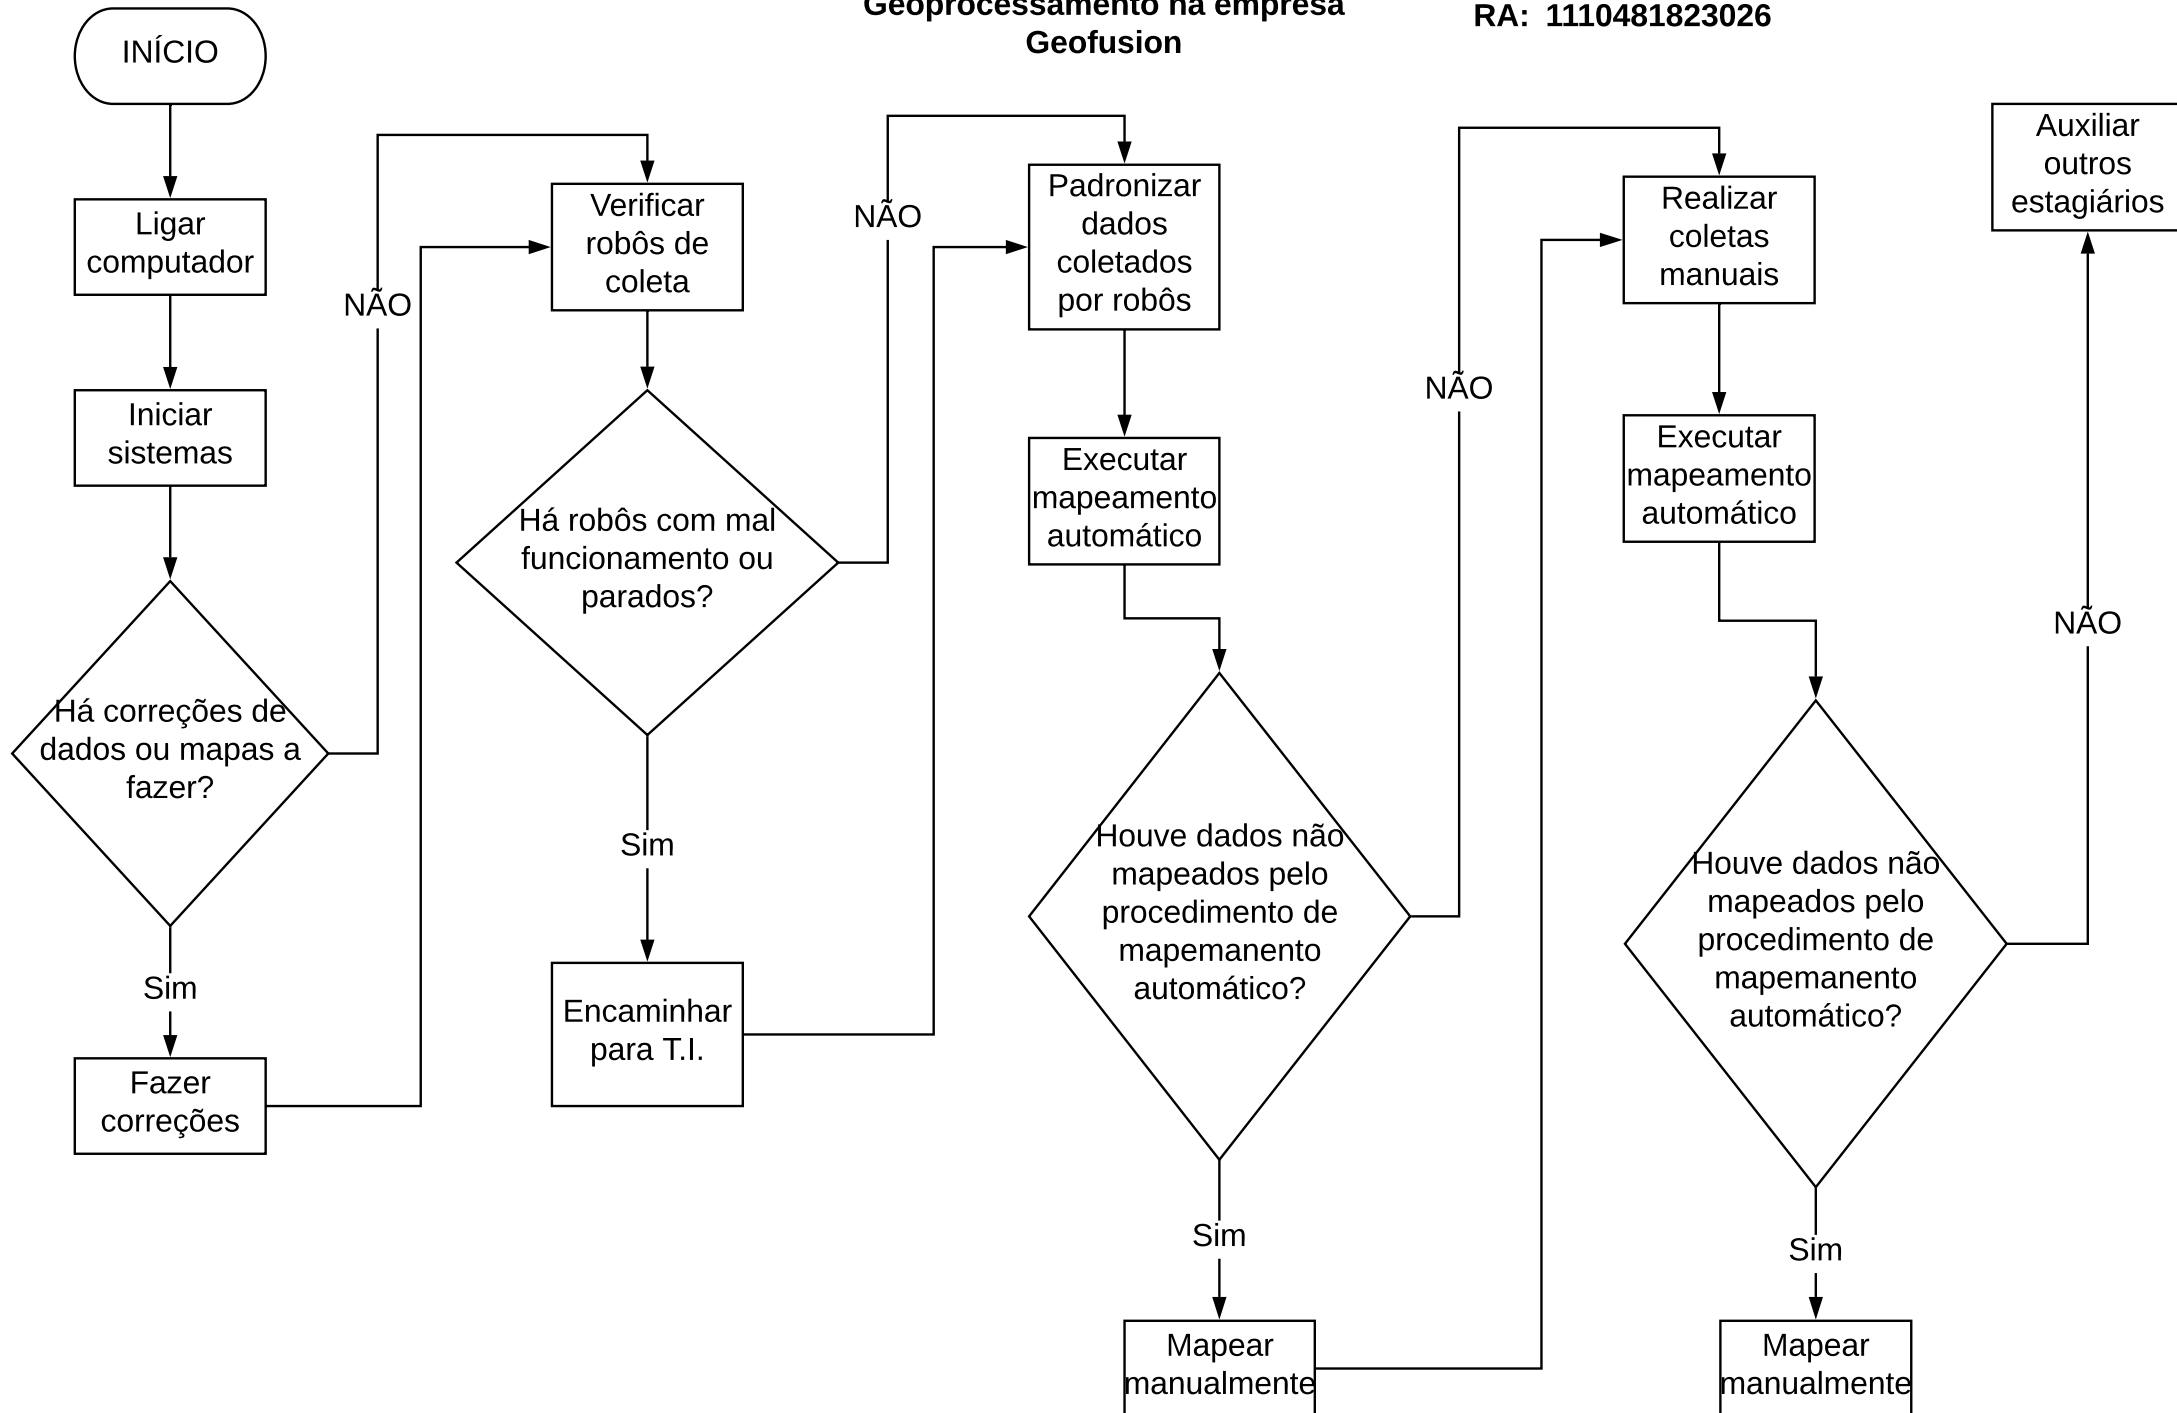 Geoprocessamento na empresa
Geofusion
RA: 1110481823026
INÍCIO
Ligar
computador
Iniciar
sistemas
Há correções de
dados ou mapas a
fazer?
NÃO
Sim
Fazer
correções
Verificar
robôs de
coleta
Há robôs com mal
funcionamento ou
parados?
NÃO
Sim
Encaminhar
para T.I.
Padronizar
dados
coletados
por robôs
Executar
mapeamento
automático
Houve dados não
mapeados pelo
procedimento de
mapemanento
automático?
NÃO
Sim
Mapear
manualmente
Realizar
coletas
manuais
Executar
mapeamento
automático
Houve dados não
mapeados pelo
procedimento de
mapemanento
automático?
NÃO
Sim
Mapear
manualmente
Auxiliar
outros
estagiários